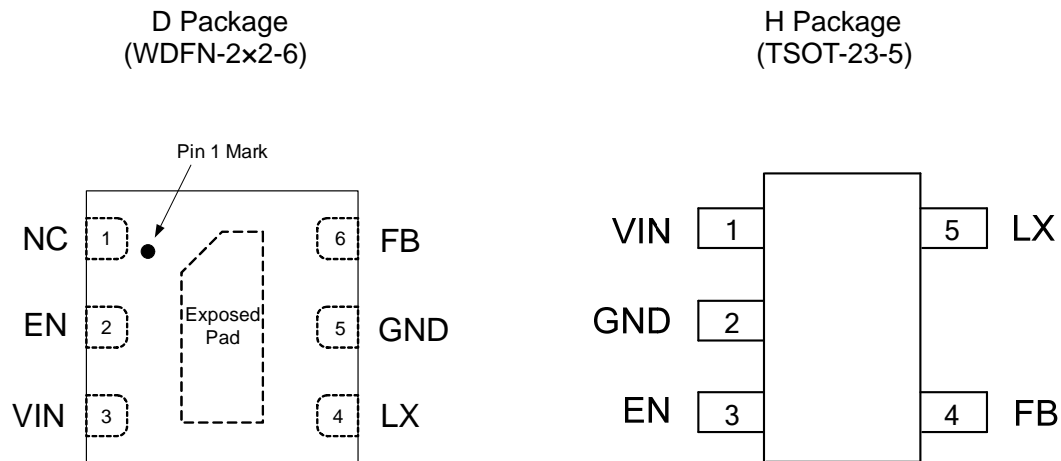 D Package
(WDFN-2×2-6)
Pin 1 Mark
NC 1
6 FB
EN 2
Exposed
Pad
5 GND
VIN 3
4 LX
H Package
(TSOT-23-5)
VIN 1
5 LX
GND 2
EN 3
4 FB